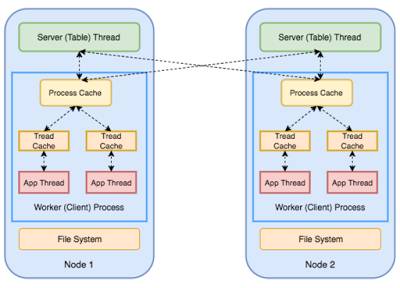 Server (Table) Thread
Process Cache
Tread
Cache
Tread
Cache
App Thread
App Thread
Worker (Client) Process
File System
Node 1
Server (Table) Thread
Process Cache
Tread
Cache
Tread
Cache
App Thread
App Thread
Worker (Client) Process
File System
Node 2